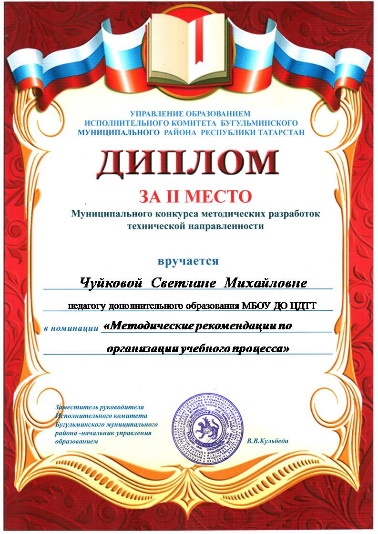 УПРАВЛЕНИЕ ОБРАЗОВАНИЕМ
ИСПОЛНИТЕЛЬНОГО КОМИТЕТА БУГУЛЬМИНСКОГО
МУНИЦИПАЛЬНОГО РАЙОНА РЕСПУБЛИКИ ТАТАРСТАН
ДИПЛОМ
ЗА II МЕСТО
Муниципального конкурса методических разработок
технической направленности
вручается
Чуйковой Светлане Михайловне
педагогу дополнительного образования МБОУ ДО ЦДТТ
в номинации «Методические рекомендации по
организации учебного процесса»
Заместитель руководителя
Исполнительного комитета
Бугульминского муниципального
района -начальник управления
образованием
В.В.Кульбеда